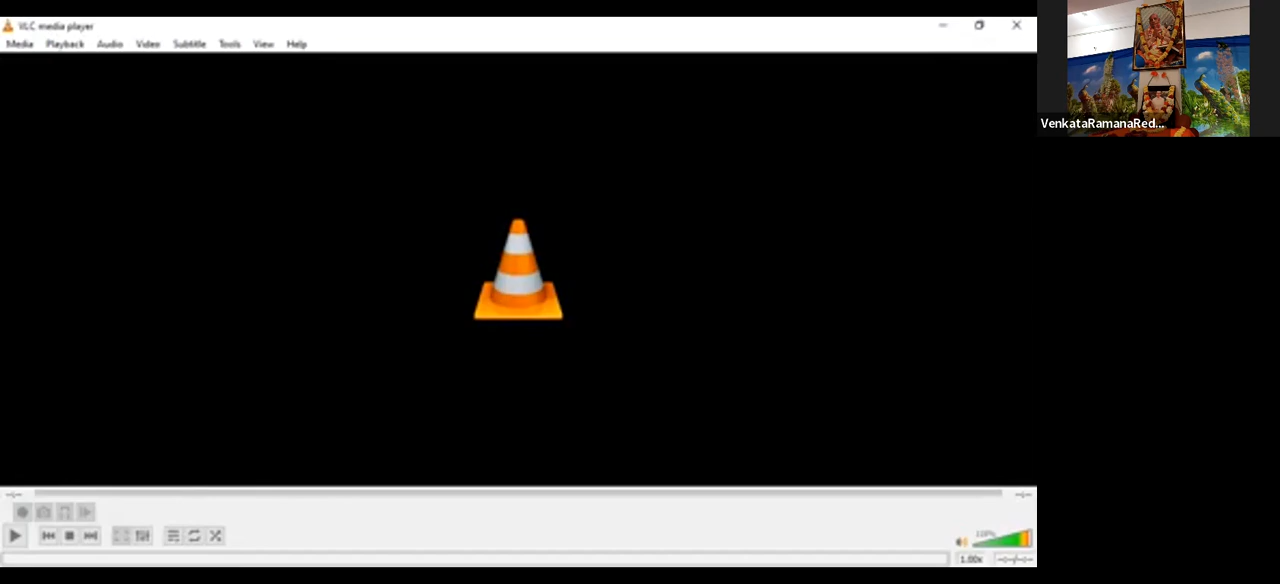 VLC media player
Media Playback Audio Video Subtitle Tools View Help
VenkataRamanaRed...
1.00x